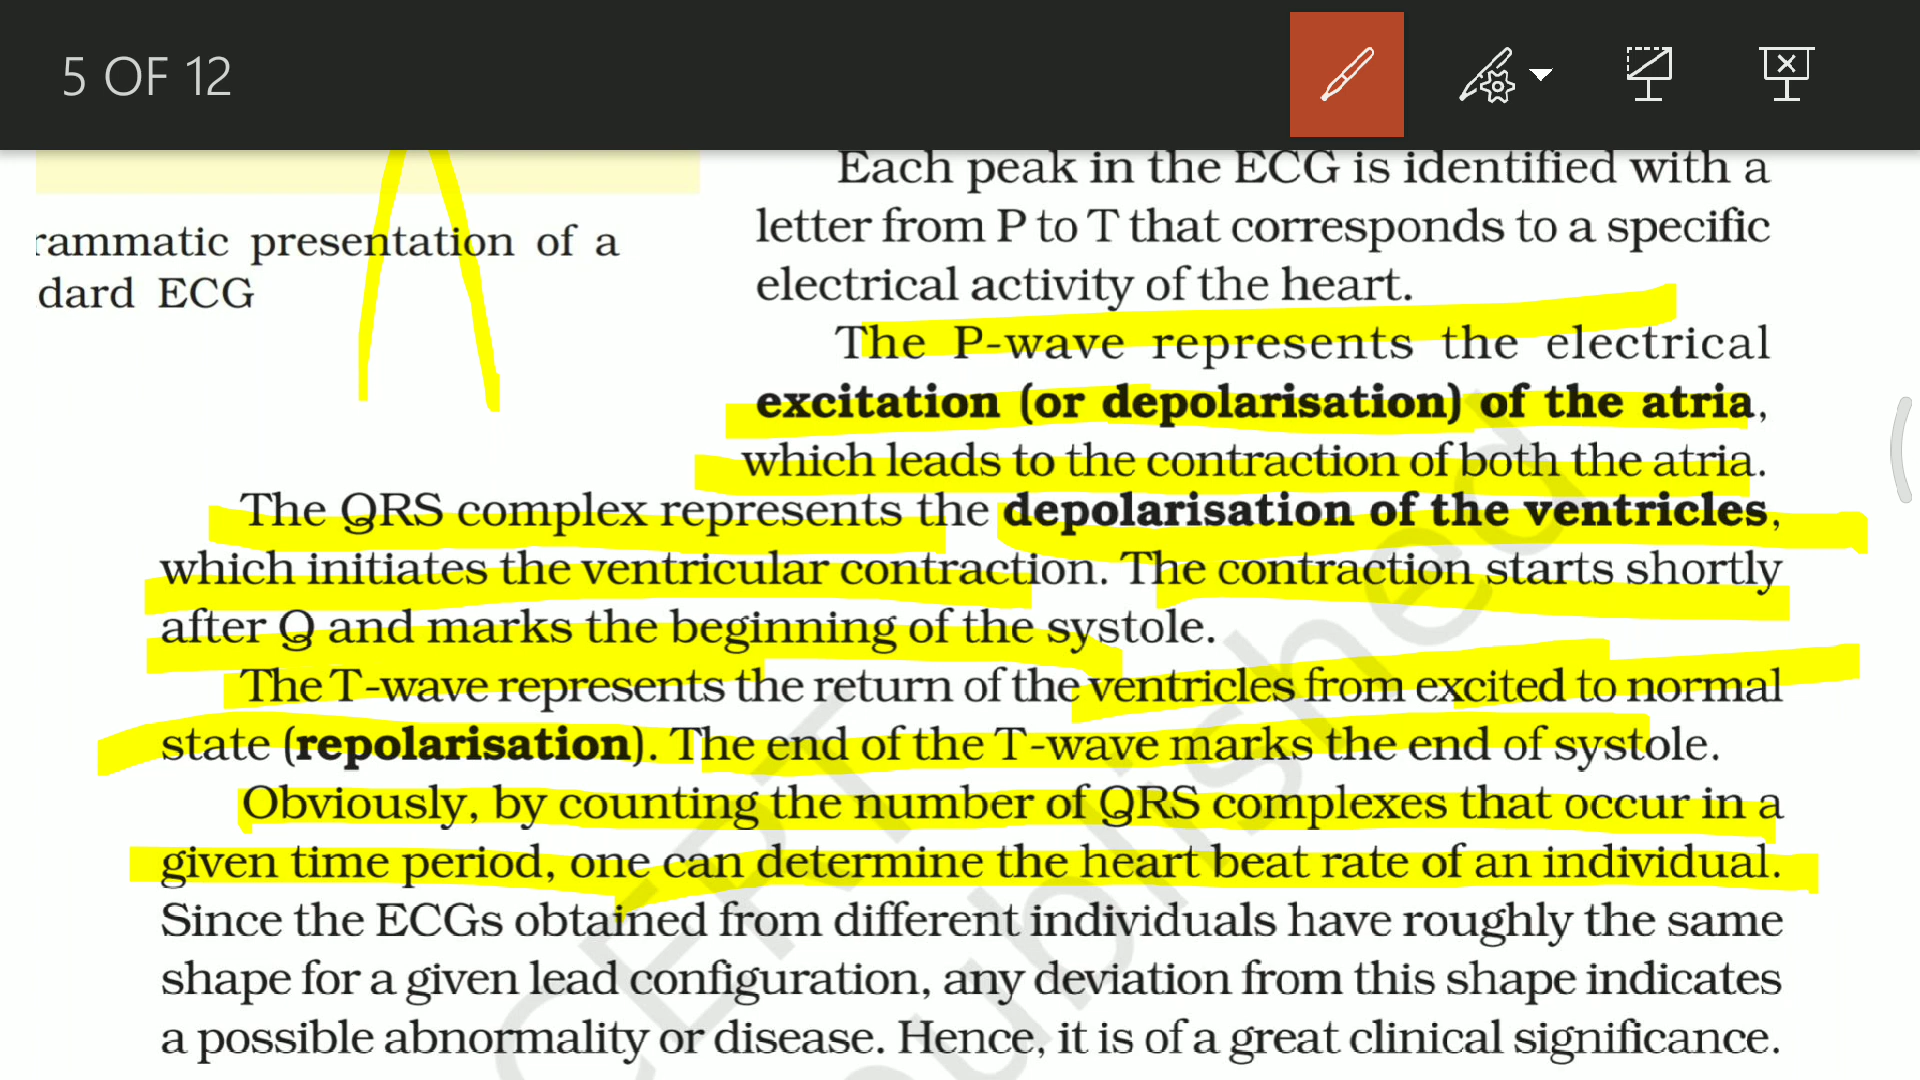 5 OF 12
Each peak in the ECG is identified with a
letter from P to T that corresponds to a specific
electrical activity of the heart.
rammatic presentation of a
dard ECG
The P-wave represents the electrical
excitation (or depolarisation) of the atria,
which leads to the contraction of both the atria.
The QRS complex represents the depolarisation of the ventricles,
which initiates the ventricular contraction. The contraction starts shortly
after Q and marks the beginning of the systole.
The T-wave represents the return of the ventricles from excited to normal
state (repolarisation). The end of the T-wave marks the end of systole.
Obviously, by counting the number of QRS complexes that occur in a
given time period, one can determine the heart beat rate of an individual.
Since the ECGs obtained from different individuals have roughly the same
shape for a given lead configuration, any deviation from this shape indicates
a possible abnormality or disease. Hence, it is of a great clinical significance.